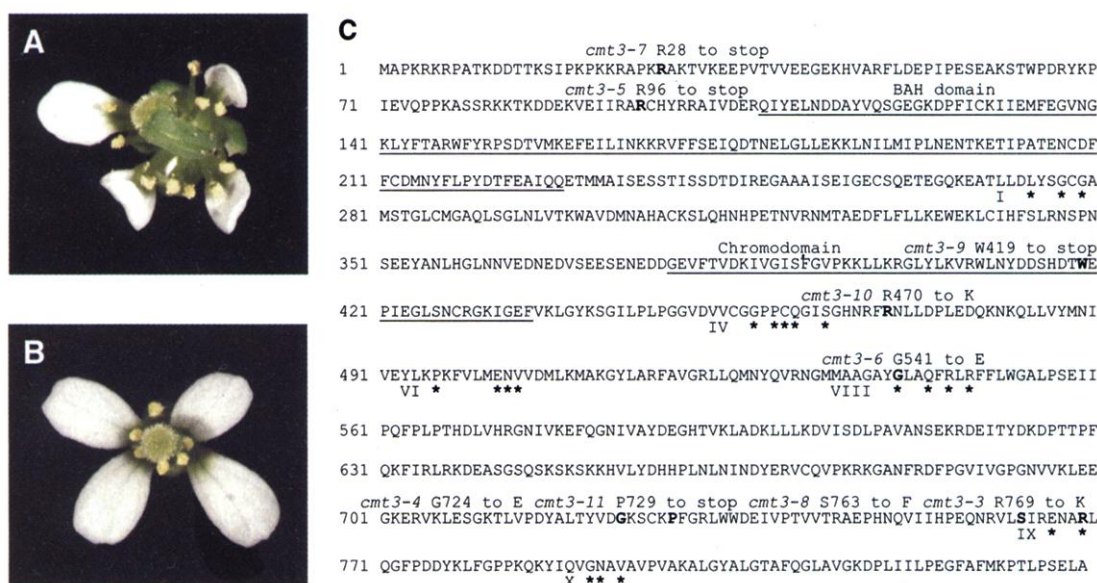 A
B
C
cmt3-7 R28 to stop
1 MAPKRKRPATKDDTTKSIPKPKKRAPKRAKTVKEEPVTVVEEGEKHVARFLDEPIPESEAKSTWPDRYKP
cmt3-5 R96 to stop BAH domain
71 IEVQPPKASSRKKTKDDEKVEIIRARCHYRRAIVDERQIYELNDDAYVQSGEGKDPFICKIIEMFEGVNG
141 KLYFTARWFYRPSDTVMKEFEILINKKRVFFSEIQDTNELGLLEKKLNILMIPLNENTKETIPATENCDF
211 FCDMNYFLPYDTFEAIQQETMMAISESSTISSDTDIREGAAAISEIGECSQETEGQKEATLLDLYSGCGA
I * * *
281 MSTGLCMGAQLSGLNLVTKWAVDMNAHACKSLQHNHPETNVRNMTAEDFLFLLKEWEKLCIHFSLRNSPN
351 SEEYANLHGLNNVEDNEDVSEESENEDDGEVFTVDKIVGISFGVPKKLLKRGLYLKVRWLNYDDSHDTWE
Chromodomain cmt3-9 W419 to stop
421 PIEGLSNCRGKIGEFVKLGYKSGILPLPGGVDVVCGGPPCQGISGHNRFRNLLDPLEDQKNKQLLVYMNI
cmt3-10 R470 to K
IV * *** *
cmt3-6 G541 to E
491 VEYLKPKFVLMENVVDMLKMAKGYLARFAVGRLLQMNYQVRNGMMAAGAYGLAQFRLRFFLWGALPSEII
VI * *** VIII * * * *
561 PQFPLPTHDLVHRGNIVKEFQGNIVAYDEGHTVKLADKLLLKDVISDLPAVANSEKRDEITYDKDPTTPF
631 QKFIRLRKDEASGSQSKSKSKKHVLYDHHPLNLNINDYERVCQVPKRKGANFRDFPGVIVGPGNVVKLEE
cmt3-4 G724 to E cmt3-11 P729 to stop cmt3-8 S763 to F cmt3-3 R769 to K
701 GKERVKLESGKTLVPDYALTYVDGKSCKPFGRLWWDEIVPTVVTRAEPHNQVIIHPEQNRVLSIRENARL
IX * *
771 QGFPDDYKLFGPPKQKYIQVGNAVAVPVAKALGYALGTAFQGLAVGKDPLLILPEGFAFMKPTLPSELA
X ** *